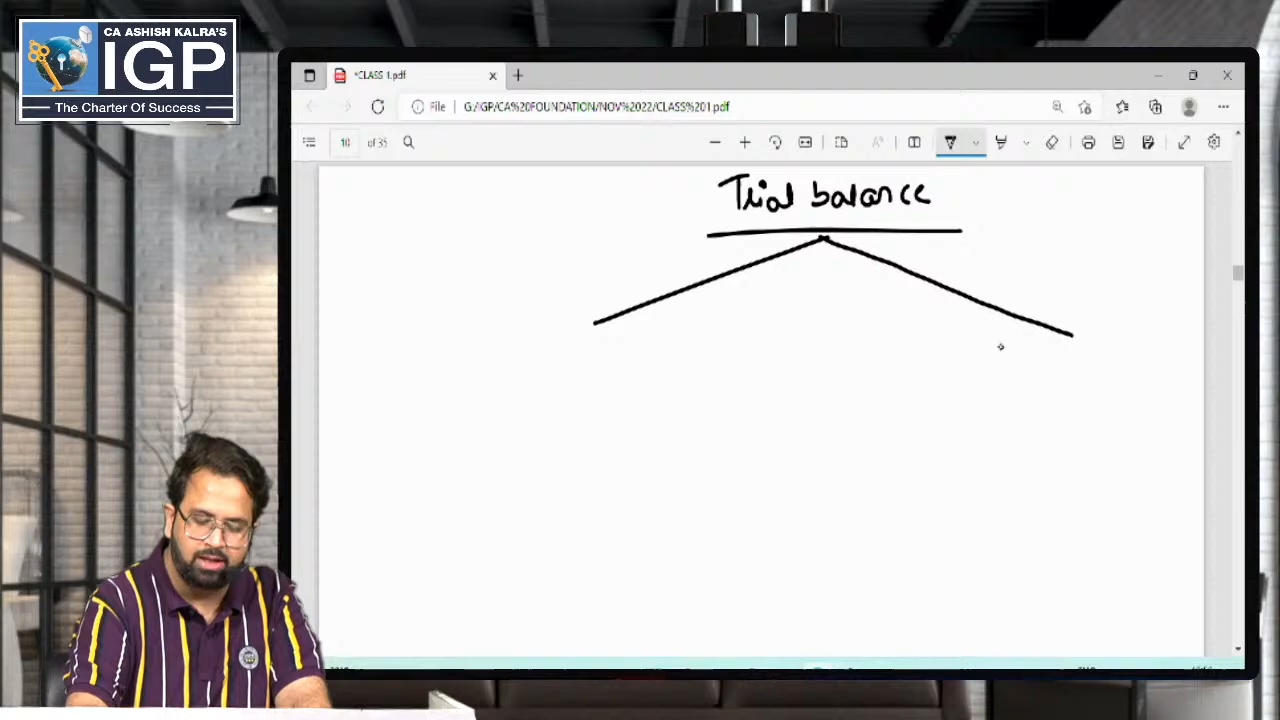 CA ASHISH KALRA'S
IGP
The Charter Of Success
*CLASS 1.pdf
File
G:/IGP/CA%20FOUNDATION/NOV%2022/CLASS%201.pdf
10 of 35
Trial balance